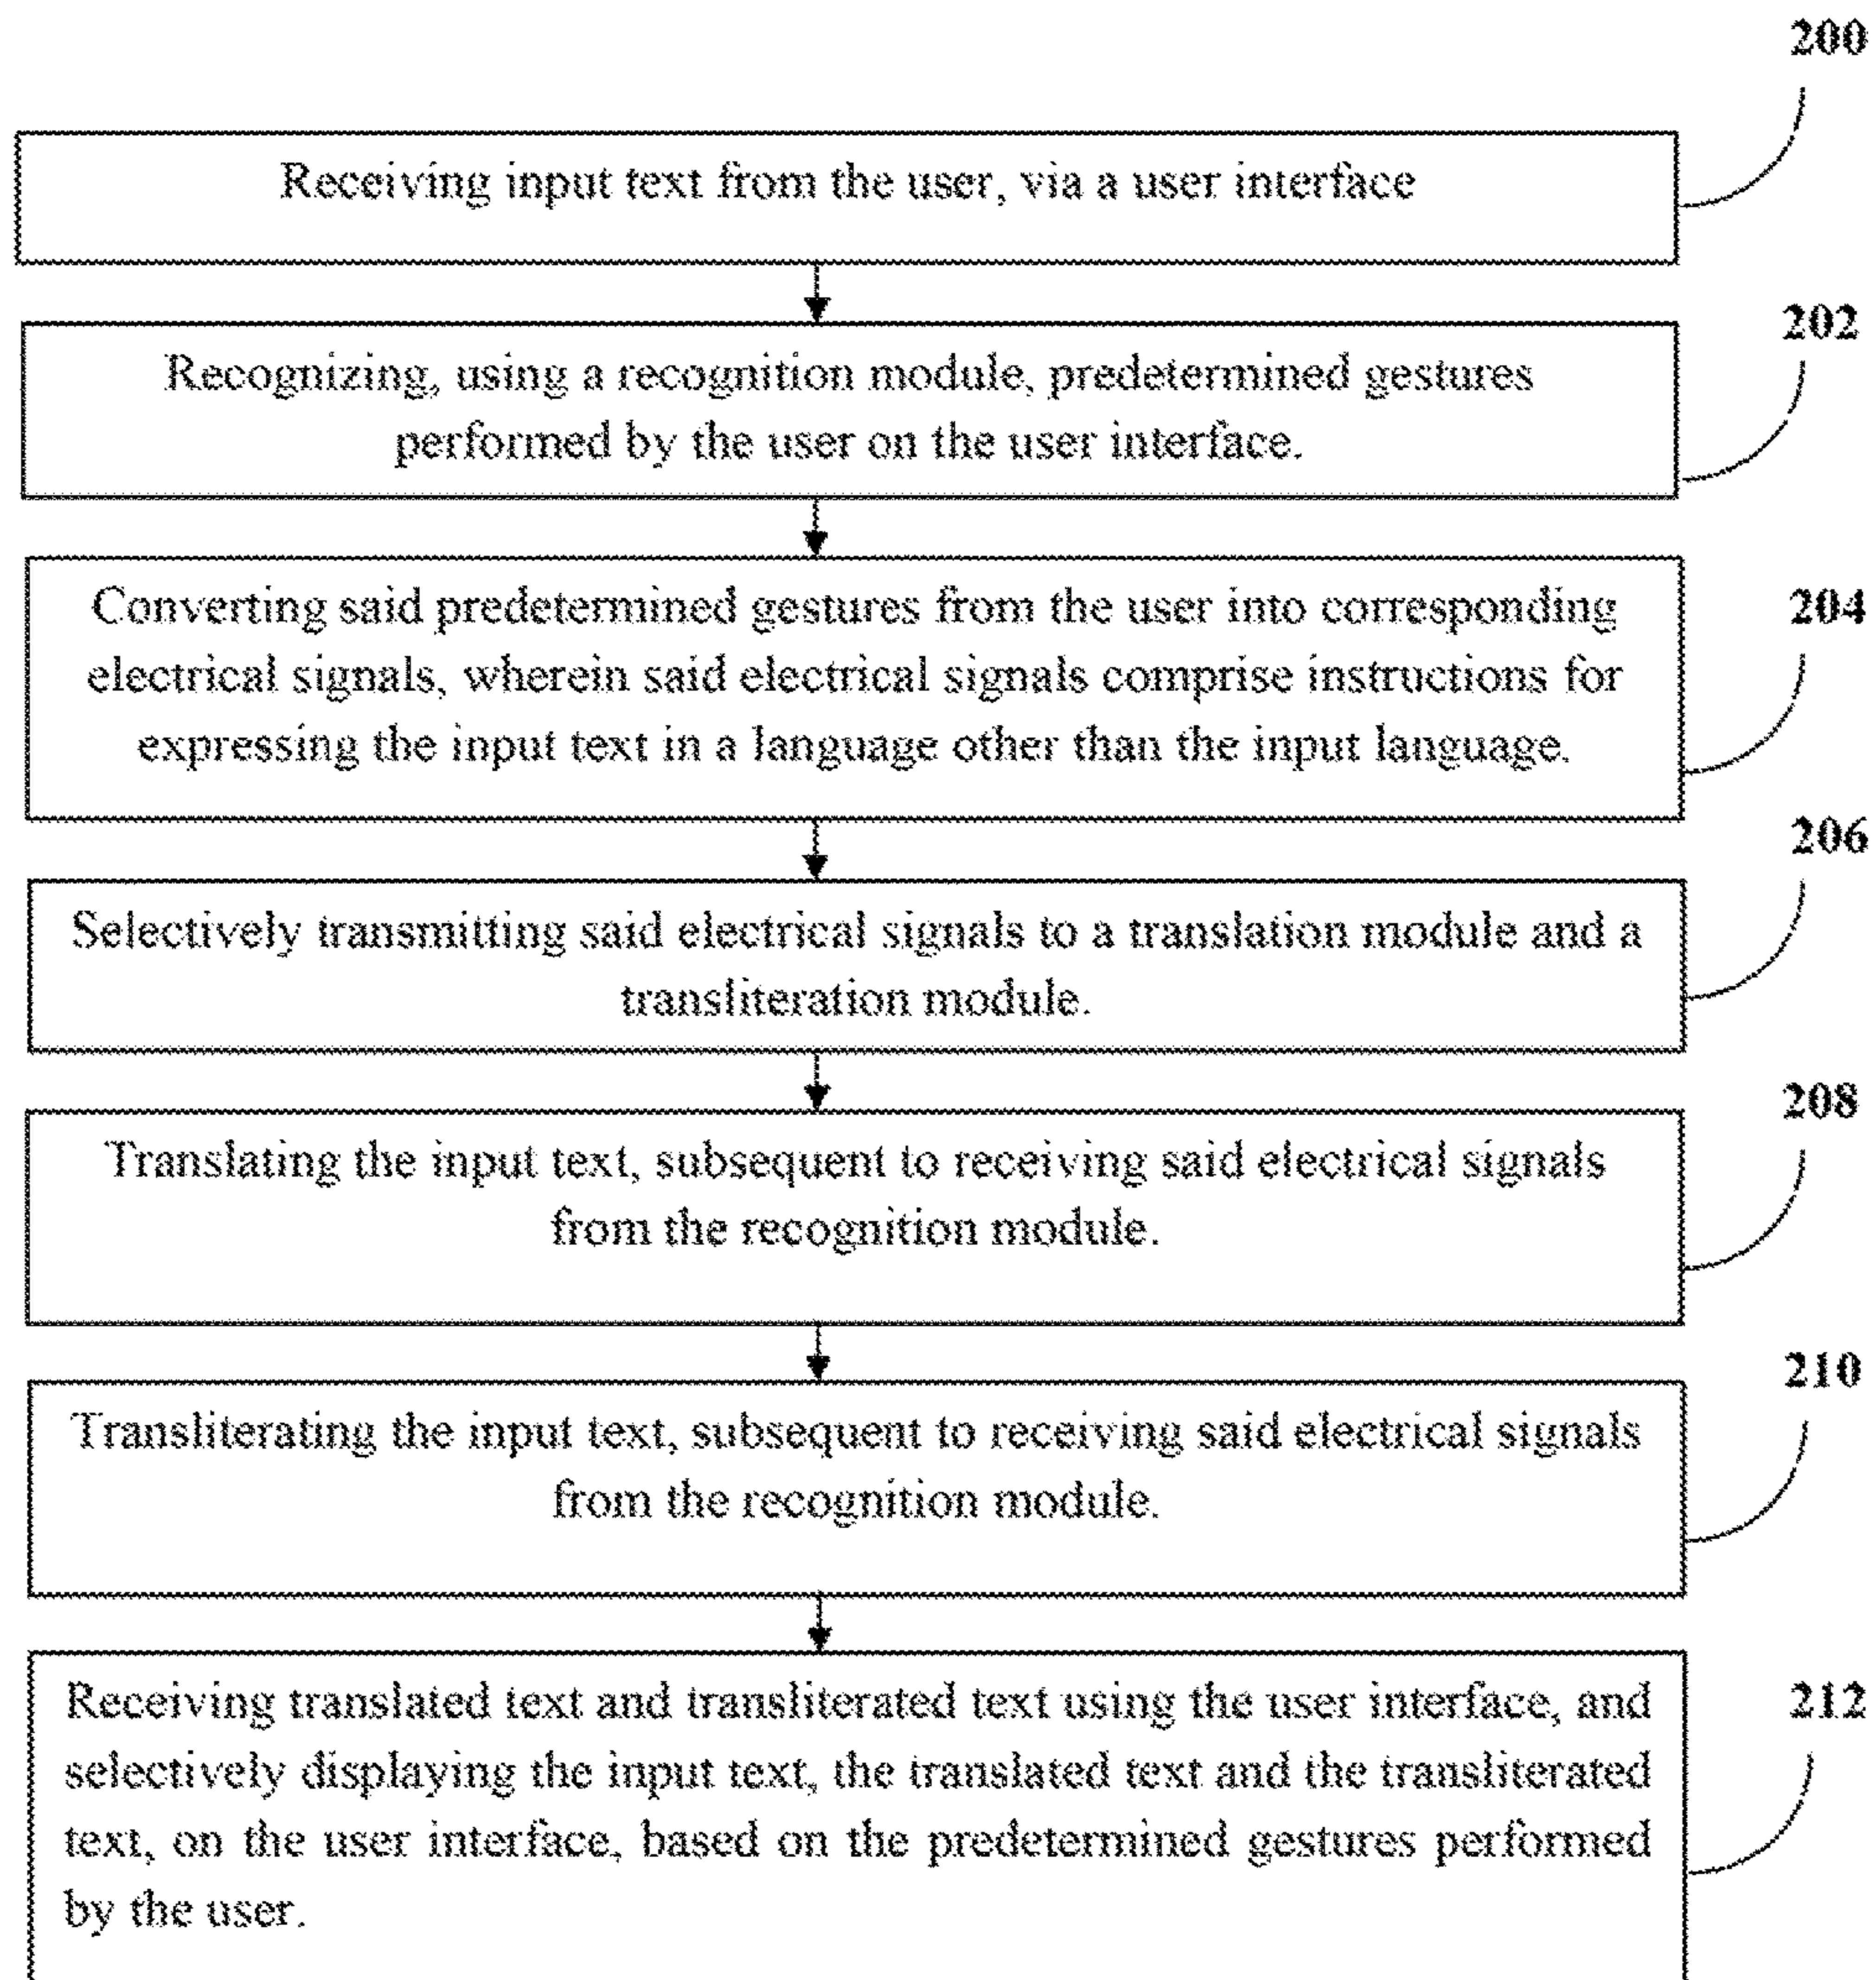 200
Receiving input text from the user, via a user interface
202
Recognizing, using a recognition module, predetermined gestures
performed by the user on the user interface.
204
Converting said predetermined gestures from the user into corresponding
electrical signals, wherein said electrical signals comprise instructions for
expressing the input text in a language other than the input language.
206
Selectively transmitting said electrical signals to a translation module and a
transliteration module.
208
Translating the input text, subsequent to receiving said electrical signals
from the recognition module.
210
Transliterating the input text, subsequent to receiving said electrical signals
from the recognition module.
212
Receiving translated text and transliterated text using the user interface, and
selectively displaying the input text, the translated text and the transliterated
text, on the user interface, based on the predetermined gestures performed
by the user.